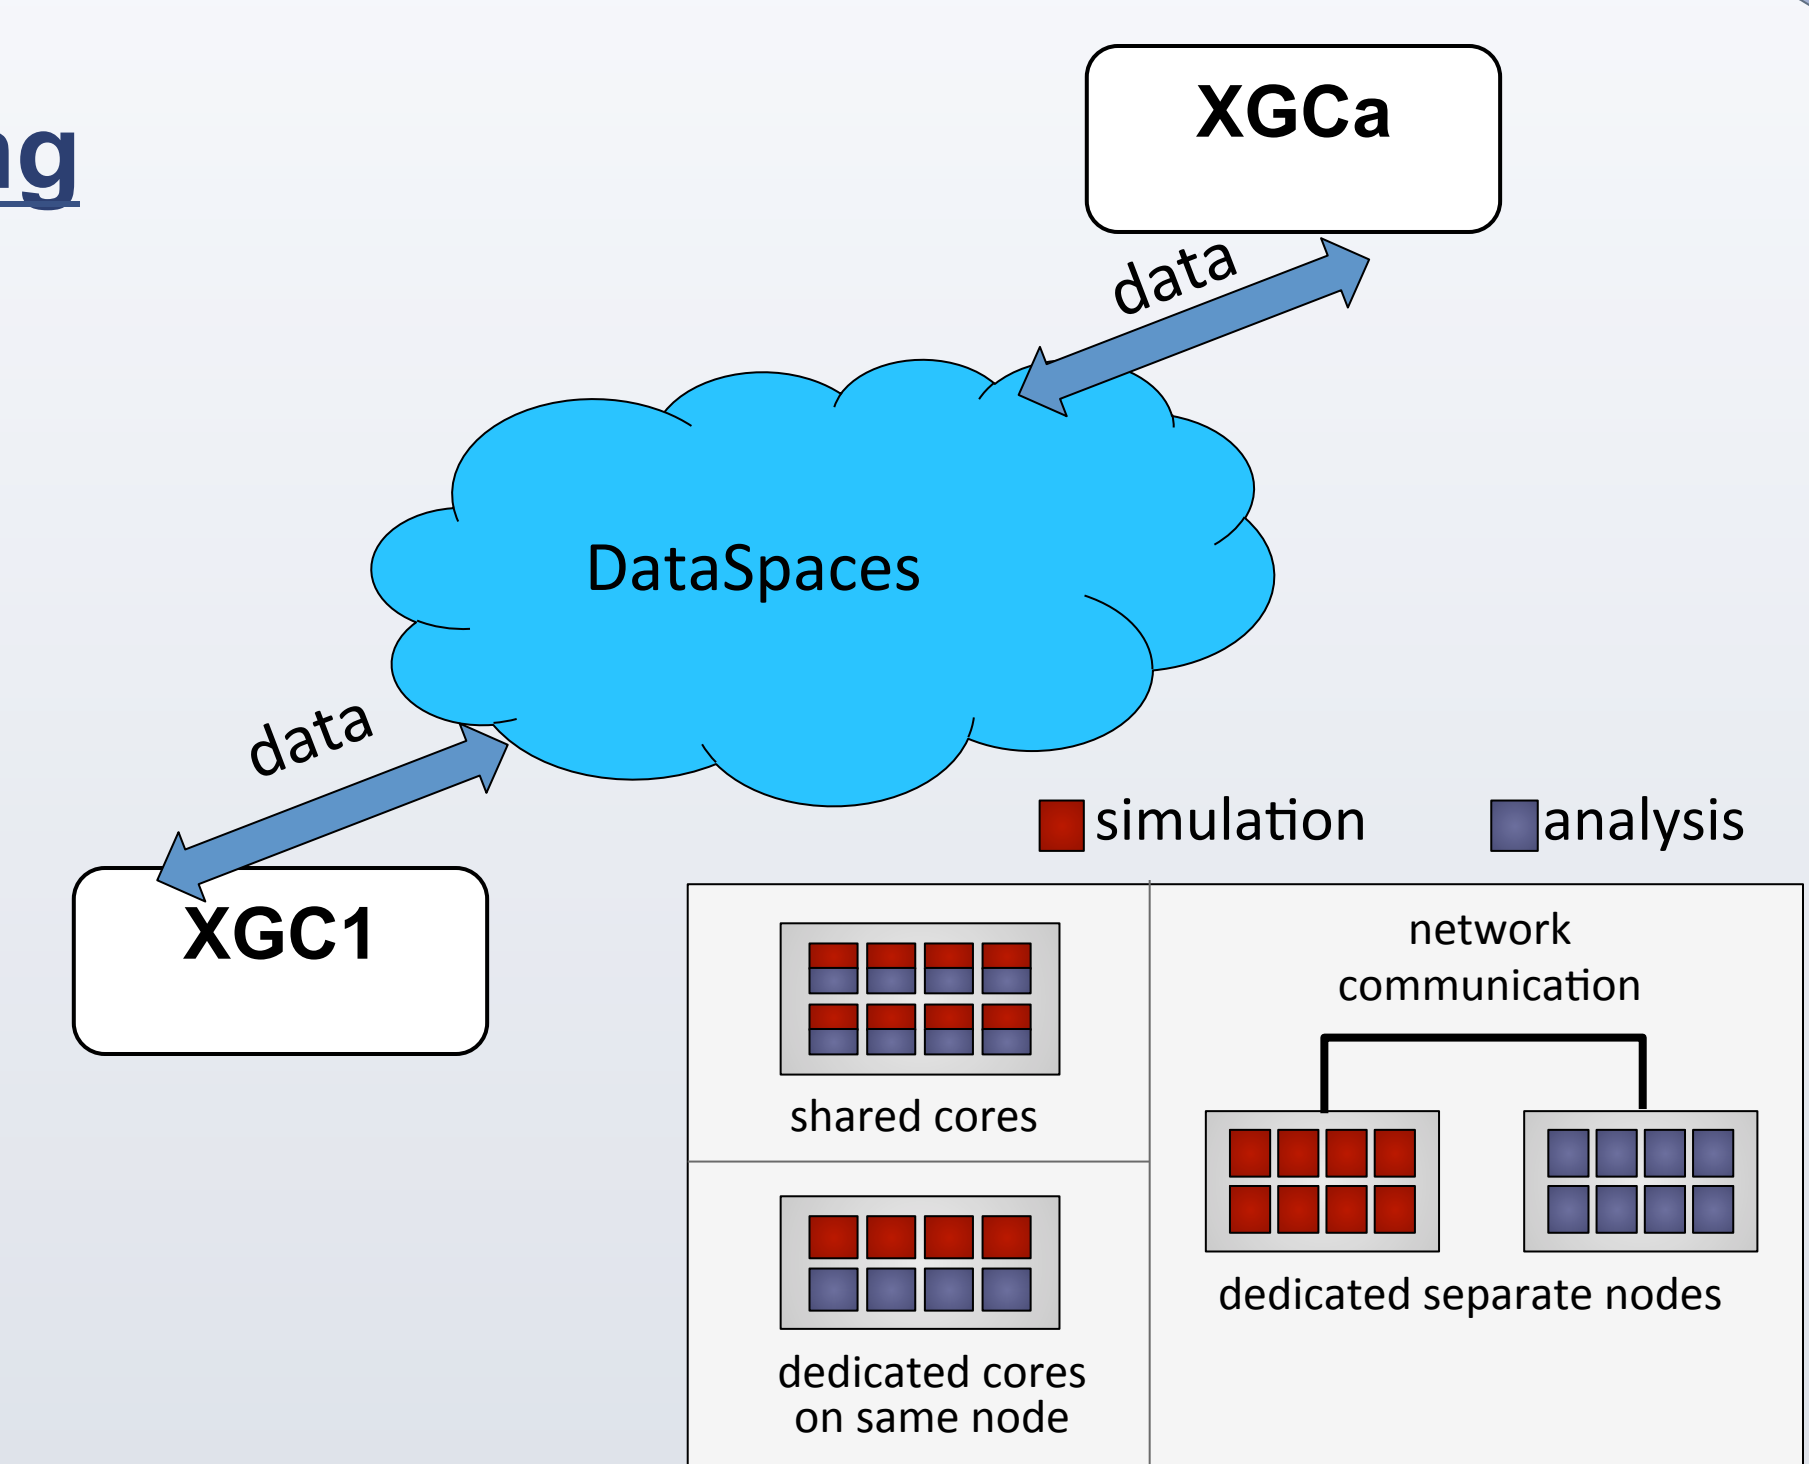 XGCa
data
DataSpaces
data
XGC1
simulation
analysis
network
communication
shared cores
dedicated separate nodes
dedicated cores
on same node